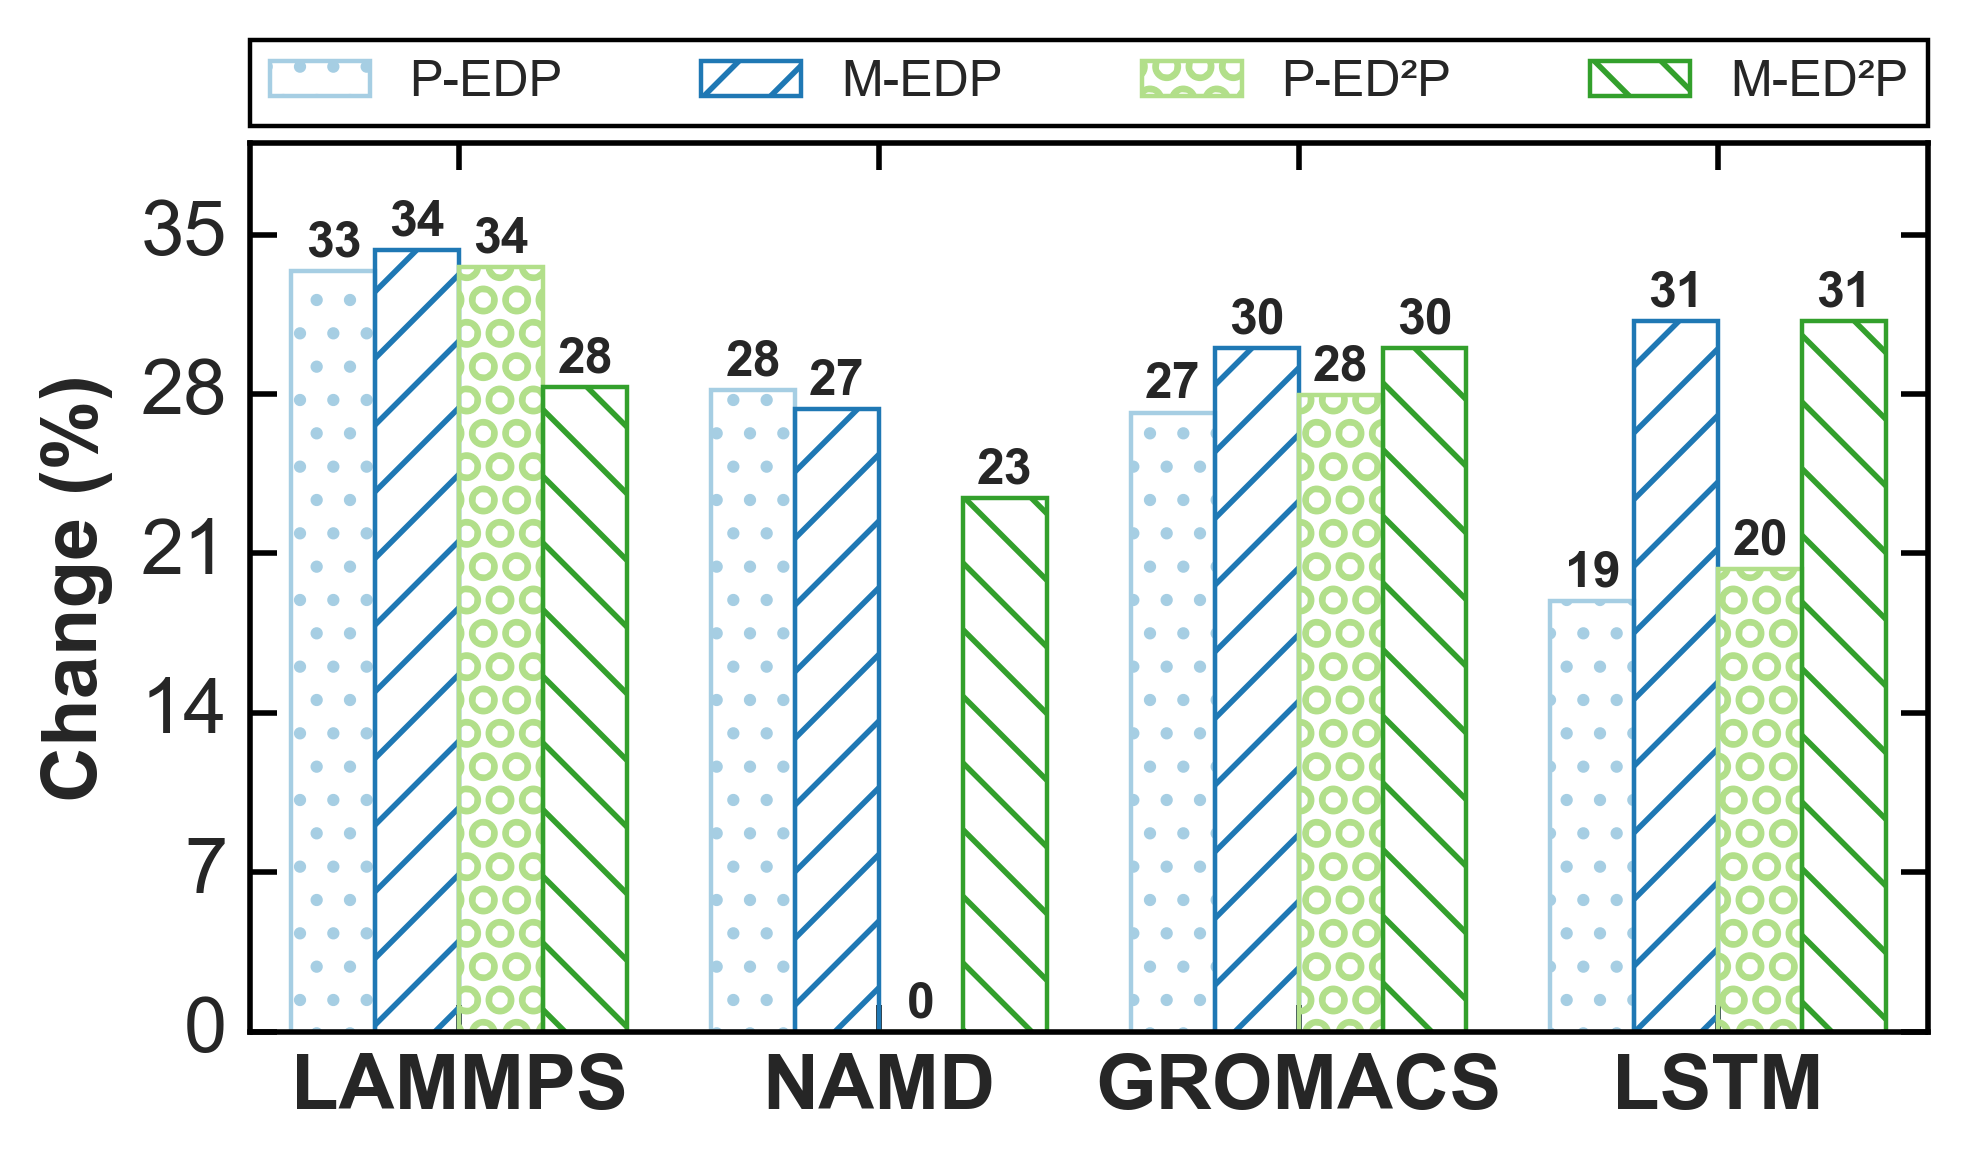 P-EDP M-EDP P-ED²P M-ED²P
Change (%)
35
28
21
14
7
0
33 34 34 28
28 27 0 23
27 30 28 30
19 31 20 31
LAMMPS NAMD GROMACS LSTM